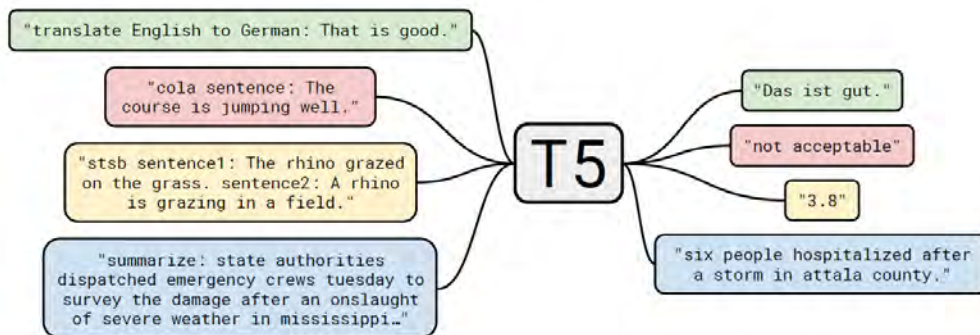 "translate English to German: That is good."
"cola sentence: The
course is jumping well."
"stsb sentence1: The rhino grazed
on the grass. sentence2: A rhino
is grazing in a field."
"summarize: state authorities
dispatched emergency crews tuesday to
survey the damage after an onslaught
of severe weather in mississippi…"
T5
"Das ist gut."
"not acceptable"
"3.8"
"six people hospitalized after
a storm in attala county."